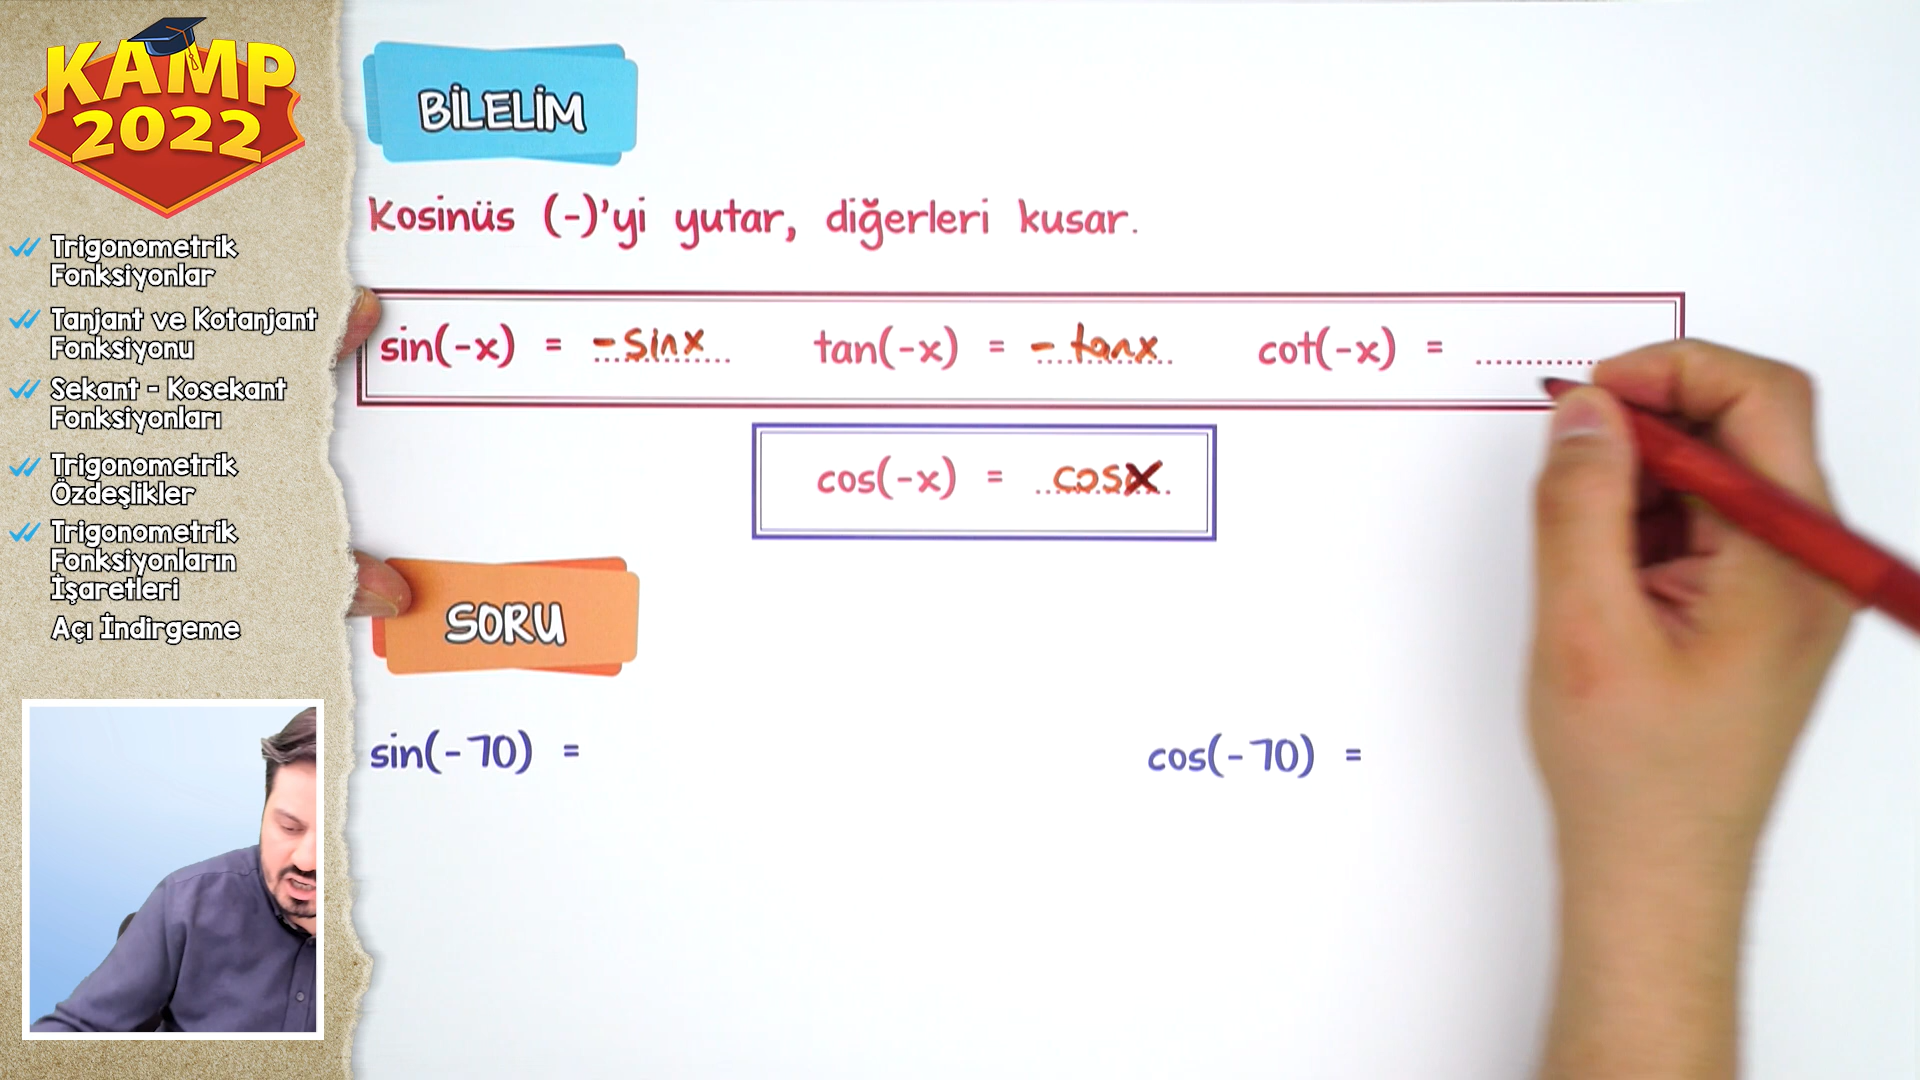 KAMP
2022
Trigonometrik
Fonksiyonlar
Tanjant ve Kotanjant
Fonksiyonu
Sekant - Kosekant
Fonksiyonları
Trigonometrik
Özdeşlikler
Trigonometrik
Fonksiyonların
İşaretleri
Açı İndirgeme
BİLELİM
Kosinüs (-)'yi yutar, diğerleri kusar.
sin(-x) = -sinx tan(-x) = -tanx cot(-x) = ............
cos(-x) = cosx
SORU
sin(-70) = cos(-70) =